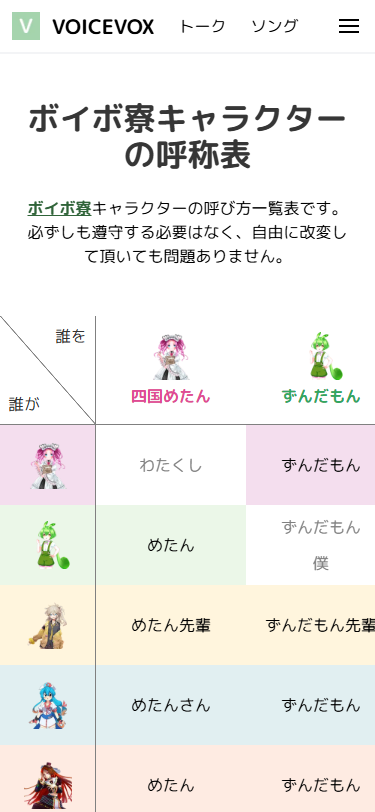 V VOICEVOX トーク ソング
ボイボ寮キャラクター
の呼称表
ボイボ寮キャラクターの呼び方一覧表です。
必ずしも遵守する必要はなく、自由に改変し
て頂いても問題ありません。
誰を
誰が
四国めたん ずんだもん
わたくし ずんだもん
めたん ずんだもん
僕
めたん先輩 ずんだもん先輩
めたんさん ずんだもん
めたん ずんだもん